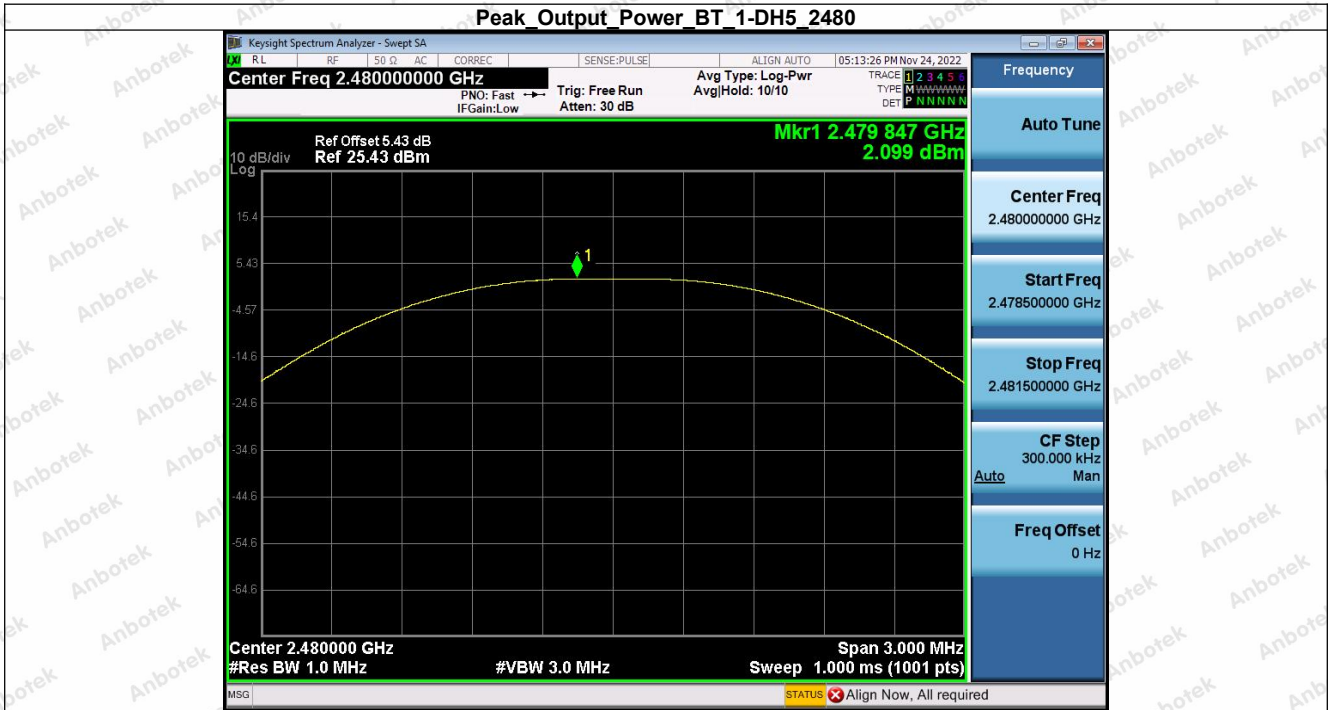 Peak_Output_Power_BT_1-DH5_2480
Keysight Spectrum Analyzer - Swept SA
LXI RL RF 50 Ω AC CORREC SENSE:PULSE ALIGN AUTO 05:13:26 PM Nov 24, 2022
Center Freq 2.480000000 GHz
PNO: Fast
IFGain:Low
Trig: Free Run
Atten: 30 dB
Avg Type: Log-Pwr
Avg|Hold: 10/10
TRACE 1 2 3 4 5 6
TYPE M WWWWW
DET P N N N N N
Mkr1 2.479 847 GHz
2.099 dBm
Ref Offset 5.43 dB
10 dB/div Ref 25.43 dBm
Log
15.4
5.43
-4.57
-14.6
-24.6
-34.6
-44.6
-54.6
-64.6
1
Center 2.480000 GHz Span 3.000 MHz
#Res BW 1.0 MHz #VBW 3.0 MHz Sweep 1.000 ms (1001 pts)
MSG STATUS Align Now, All required
Frequency
Auto Tune
Center Freq
2.480000000 GHz
Start Freq
2.478500000 GHz
Stop Freq
2.481500000 GHz
CF Step
300.000 kHz
Auto Man
Freq Offset
0 Hz
Anbotek